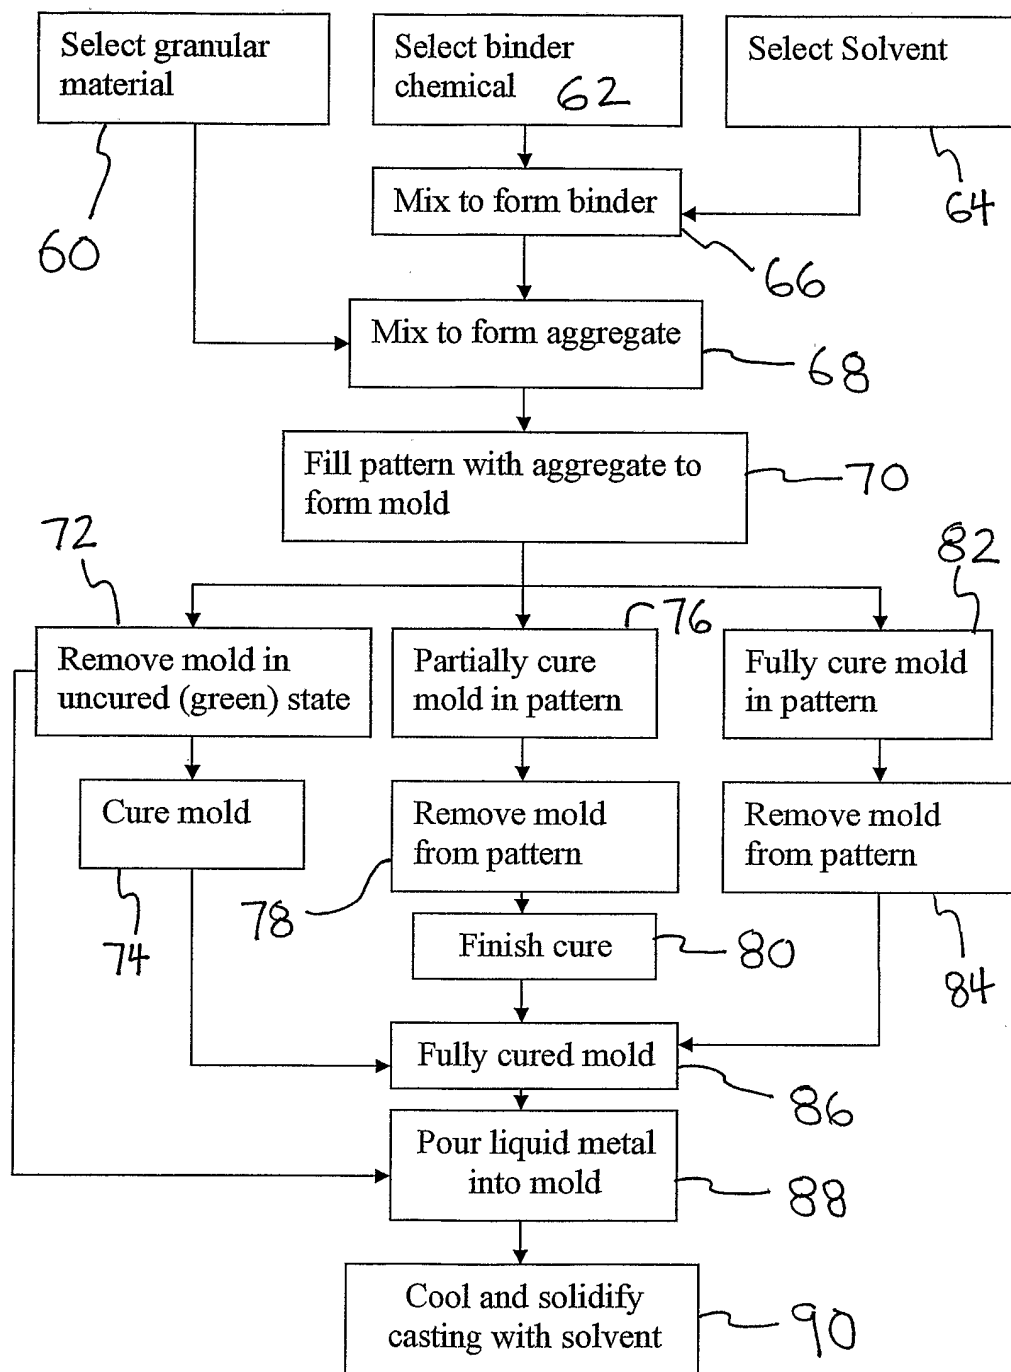 Select granular
material
Select binder
chemical 62
Select Solvent
60
64
Mix to form binder
66
Mix to form aggregate
68
Fill pattern with aggregate to
form mold
70
72
76
82
Remove mold in
uncured (green) state
Partially cure
mold in pattern
Fully cure mold
in pattern
Cure mold
74
Remove mold
from pattern
78
Remove mold
from pattern
84
Finish cure
80
Fully cured mold
86
Pour liquid metal
into mold
88
Cool and solidify
casting with solvent
90